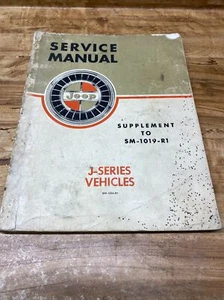 SERVICE
MANUAL
Jeep
SUPPLEMENT
TO
SM-1019-R1
J-SERIES
VEHICLES